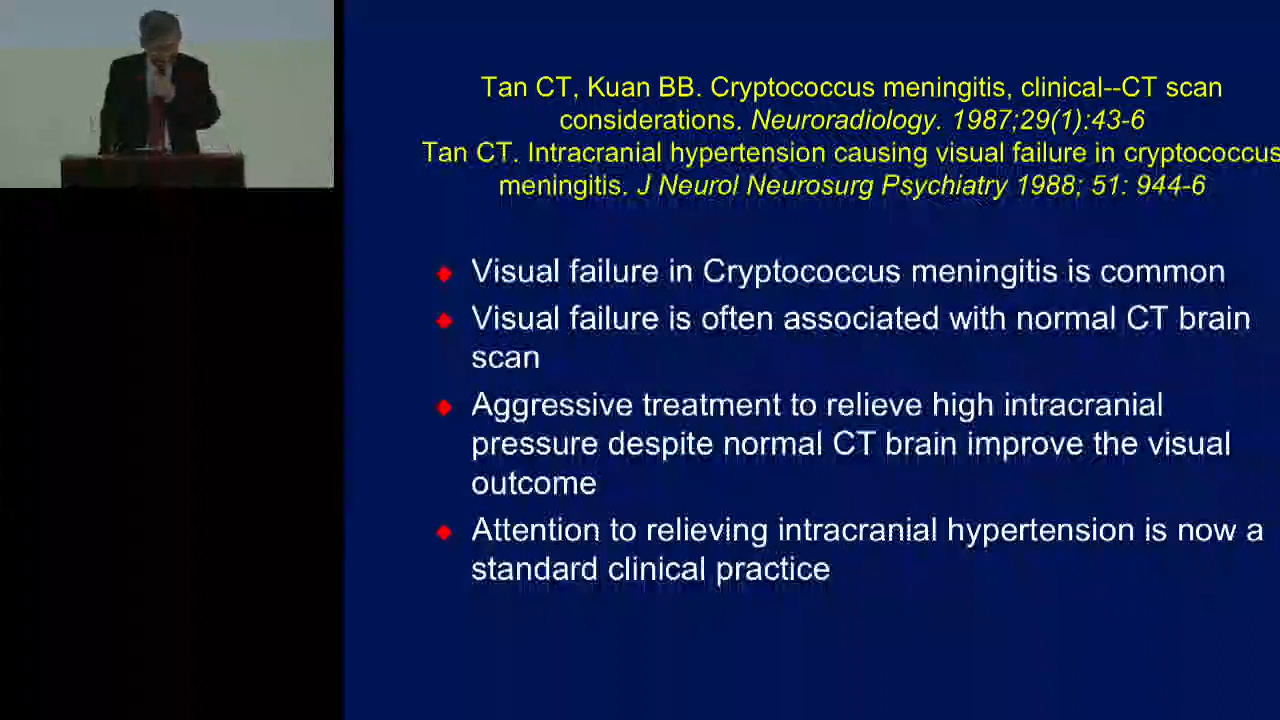 Tan CT, Kuan BB. Cryptococcus meningitis, clinical--CT scan
considerations. Neuroradiology. 1987;29(1):43-6
Tan CT. Intracranial hypertension causing visual failure in cryptococcus
meningitis. J Neurol Neurosurg Psychiatry 1988; 51: 944-6
Visual failure in Cryptococcus meningitis is common
Visual failure is often associated with normal CT brain
scan
Aggressive treatment to relieve high intracranial
pressure despite normal CT brain improve the visual
outcome
Attention to relieving intracranial hypertension is now a
standard clinical practice